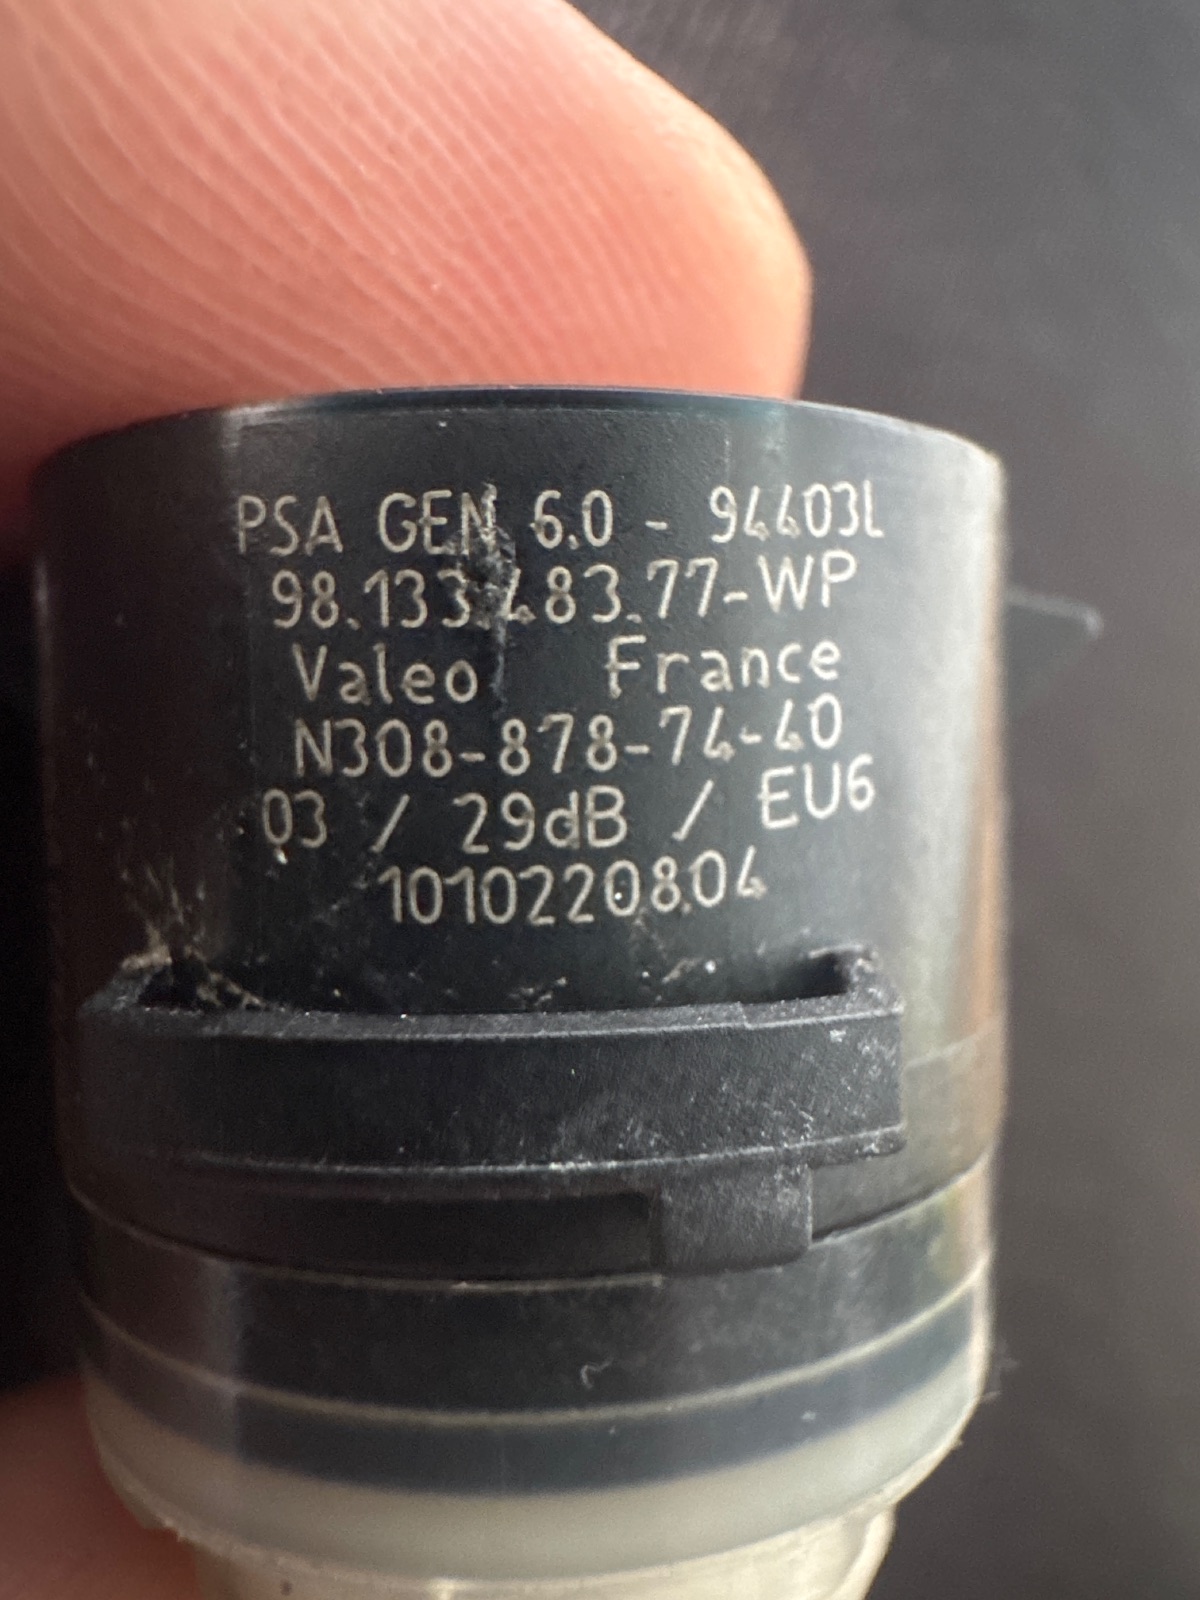 PSA GEN 6.0 - 94403L
98.133.483.77-WP
Valeo France
N308-878-74-40
03 / 29dB / EU6
1010220804